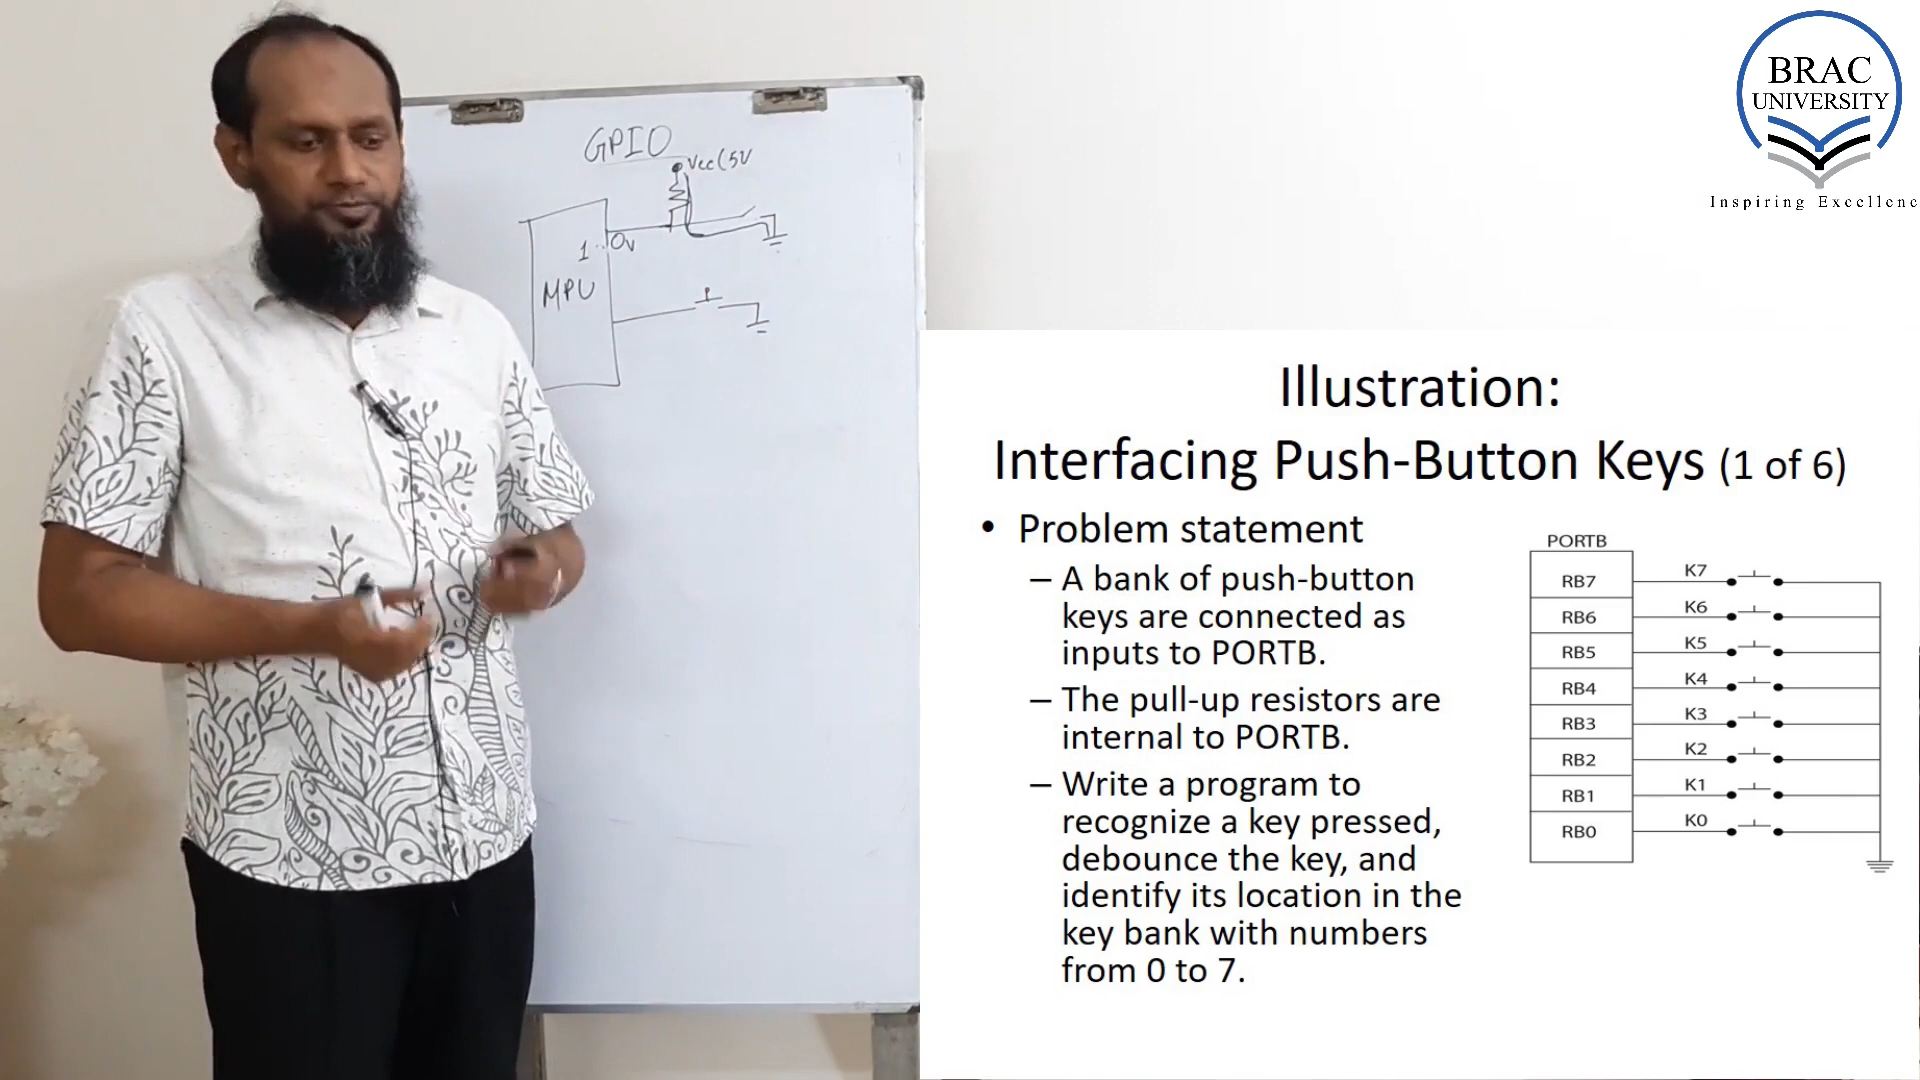 GPIO
Vcc(5V
1
0v
MPU
BRAC
UNIVERSITY
Inspiring Excellenc
Illustration:
Interfacing Push-Button Keys (1 of 6)
• Problem statement
– A bank of push-button
keys are connected as
inputs to PORTB.
– The pull-up resistors are
internal to PORTB.
– Write a program to
recognize a key pressed,
debounce the key, and
identify its location in the
key bank with numbers
from 0 to 7.
PORTB
RB7 K7
RB6 K6
RB5 K5
RB4 K4
RB3 K3
RB2 K2
RB1 K1
RB0 K0